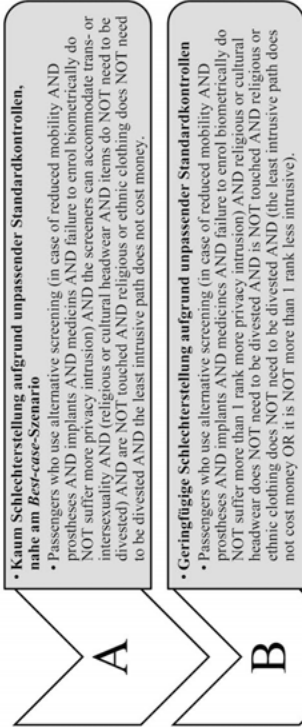 A
• Kaum Schlechterstellung aufgrund unpassender Standardkontrollen,
nahe am Best-case-Szenario
• Passengers who use alternative screening (in case of reduced mobility AND
prostheses AND implants AND medicins AND failure to enrol biometrically do
NOT suffer more privacy intrusion) AND the screeners can accommodate trans- or
intersexuality AND (religious or cultural headwear AND items do NOT need to be
divested) AND are NOT touched AND religious or ethnic clothing does NOT need
to be divested AND the least intrusive path does not cost money.
B
• Geringfügige Schlechterstellung aufgrund unpassender Standardkontrollen
• Passengers who use alternative screening (in case of reduced mobility AND
prostheses AND implants AND medicines AND failure to enrol biometrically do
NOT suffer more than 1 rank more privacy intrusion) AND religious or cultural
headwear does NOT need to be divested AND is NOT touched AND religious or
ethnic clothing does NOT need to be divested AND (the least intrusive path does
not cost money OR it is NOT more than 1 rank less intrusive).